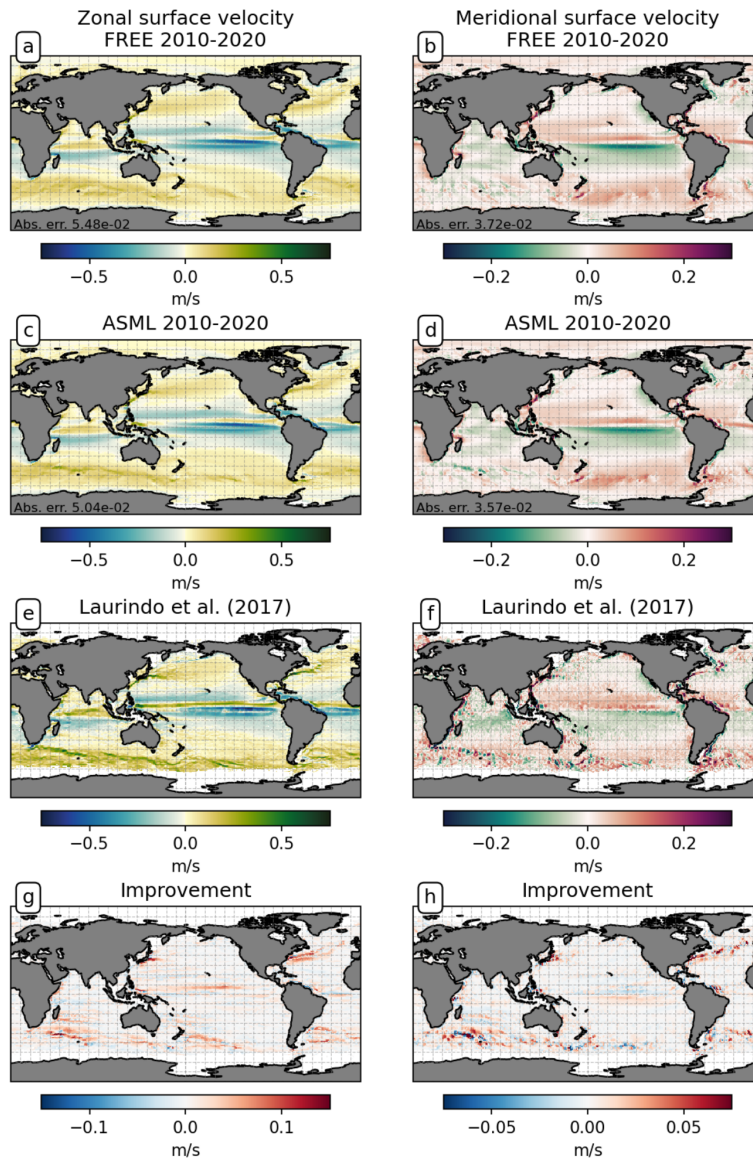 Zonal surface velocity
FREE 2010-2020
a
Abs. err. 5.48e-02
−0.5 0.0 0.5
m/s
Meridional surface velocity
FREE 2010-2020
b
Abs. err. 3.72e-02
−0.2 0.0 0.2
m/s
ASML 2010-2020
c
Abs. err. 5.04e-02
−0.5 0.0 0.5
m/s
ASML 2010-2020
d
Abs. err. 3.57e-02
−0.2 0.0 0.2
m/s
Laurindo et al. (2017)
e
−0.5 0.0 0.5
m/s
Laurindo et al. (2017)
f
−0.2 0.0 0.2
m/s
Improvement
g
−0.1 0.0 0.1
m/s
Improvement
h
−0.05 0.00 0.05
m/s